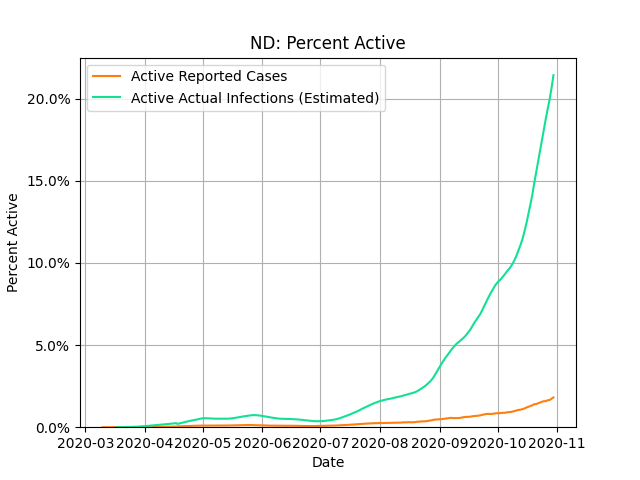 ND: Percent Active
Active Reported Cases
Active Actual Infections (Estimated)
20.0%
15.0%
10.0%
5.0%
0.0%
Percent Active
2020-03 2020-04 2020-05 2020-06 2020-07 2020-08 2020-09 2020-10 2020-11
Date